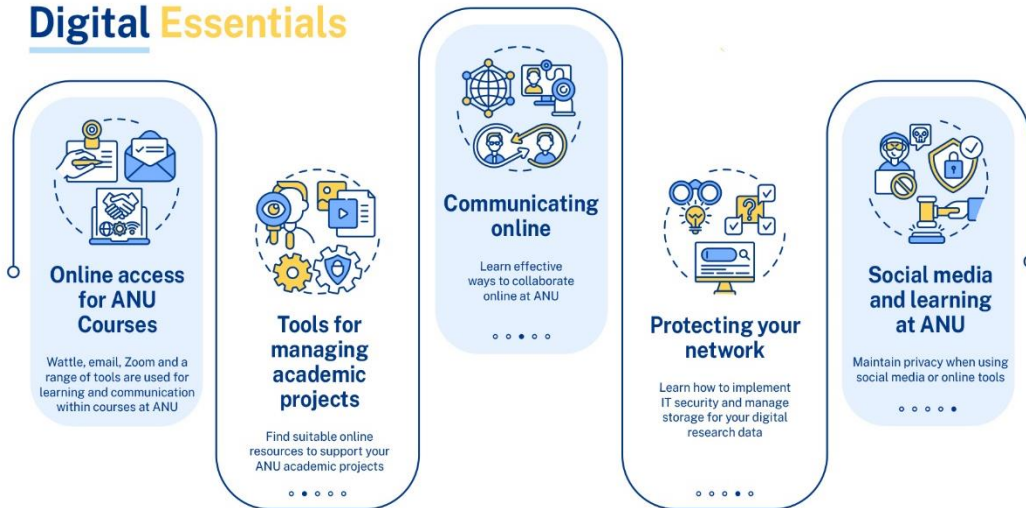 Digital Essentials
Online access
for ANU
Courses
Wattle, email, Zoom and a
range of tools are used for
learning and communication
within courses at ANU
Tools for
managing
academic
projects
Find suitable online
resources to support your
ANU academic projects
Communicating
online
Learn effective
ways to collaborate
online at ANU
Protecting your
network
Learn how to implement
IT security and manage
storage for your digital
research data
Social media
and learning
at ANU
Maintain privacy when using
social media or online tools